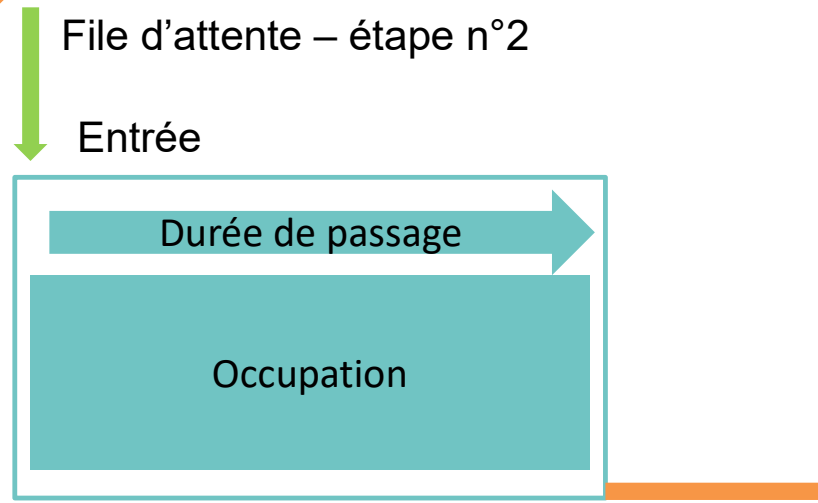 File d’attente – étape n°2
Entrée
Durée de passage
Occupation